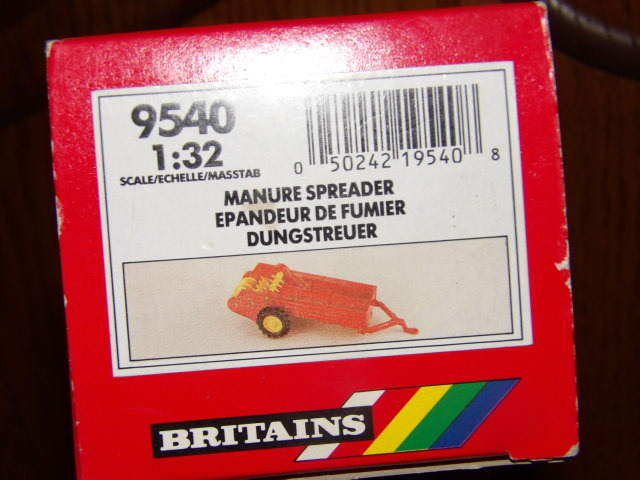 9540
1:32
SCALE/ECHELLE/MASSTAB
0 50242 19540 8
MANURE SPREADER
EPANDEUR DE FUMIER
DUNGSTREUER
BRITAINS